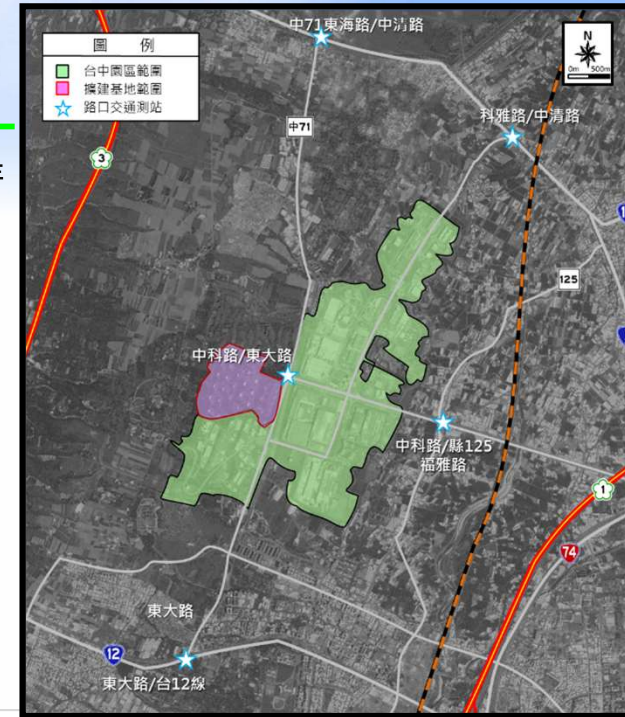 圖 例
台中園區範圍
擴建基地範圍
路口交通測站
N
0m 500m
中71東海路/中清路
科雅路/中清路
中71
3
125
中科路/東大路
中科路/縣125
福雅路
1
74
東大路
12
東大路/台12線